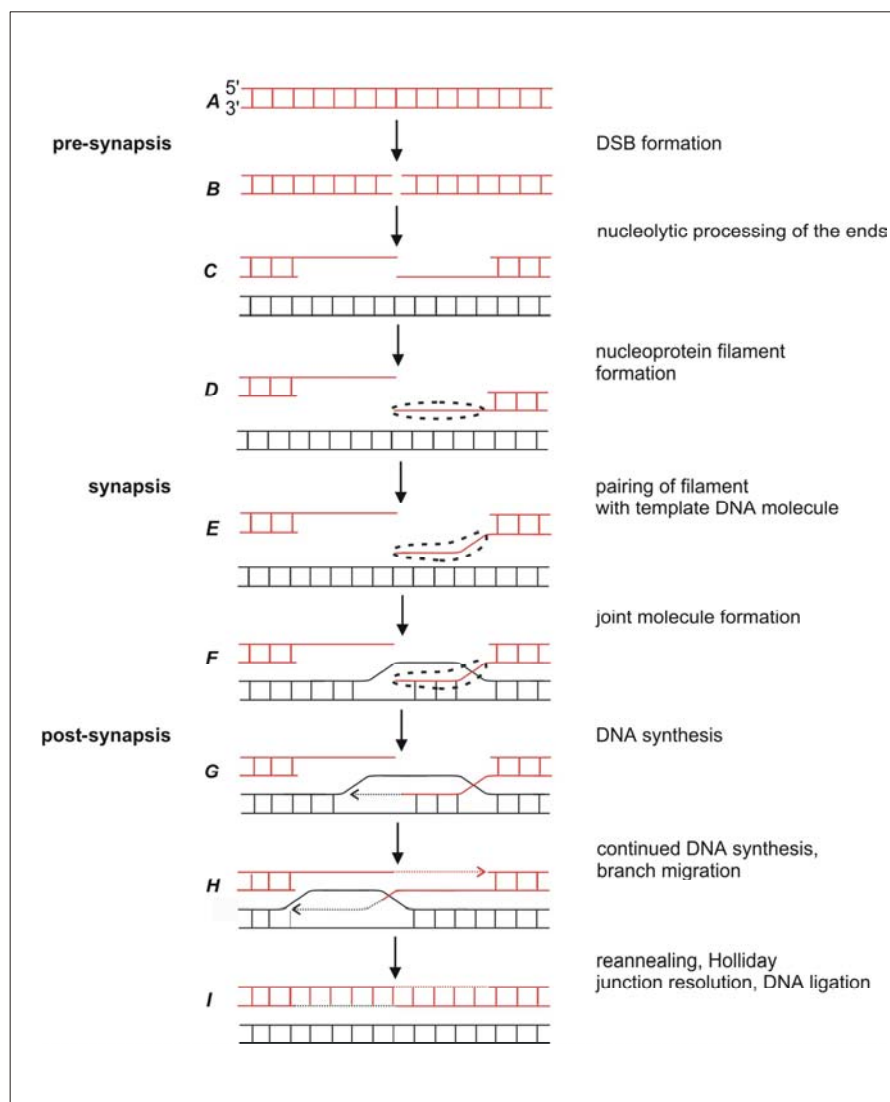 A 5'
3'
pre-synapsis
DSB formation
B
nucleolytic processing of the ends
C
nucleoprotein filament
formation
D
synapsis
pairing of filament
with template DNA molecule
E
joint molecule formation
F
post-synapsis
DNA synthesis
G
continued DNA synthesis,
branch migration
H
reannealing, Holliday
junction resolution, DNA ligation
I